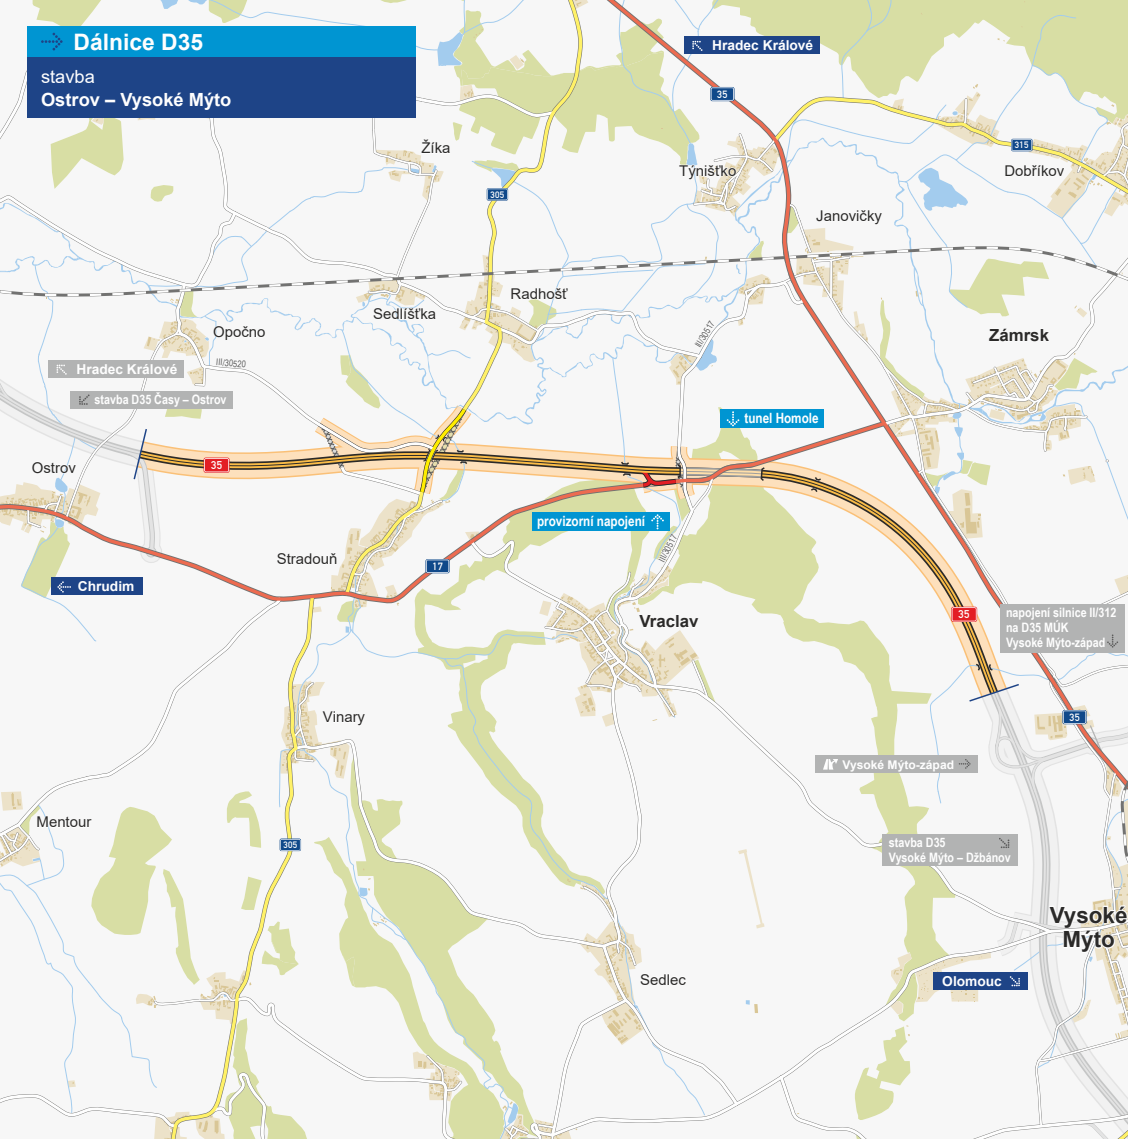 Dálnice D35
stavba
Ostrov – Vysoké Mýto
Hradec Králové
35
Žíka
Týnišťko
315
Dobříkov
305
Janovičky
Radhošť
Sedlíšťka
Opočno
III/30520
III/30517
Zámrsk
Hradec Králové
stavba D35 Časy – Ostrov
tunel Homole
Ostrov
35
provizorní napojení
Stradouň
17
III/30517
Chrudim
Vraclav
35
napojení silnice II/312
na D35 MÚK
Vysoké Mýto-západ
Vinary
35
Vysoké Mýto-západ
Mentour
305
stavba D35
Vysoké Mýto – Džbánov
Vysoké
Mýto
Sedlec
Olomouc